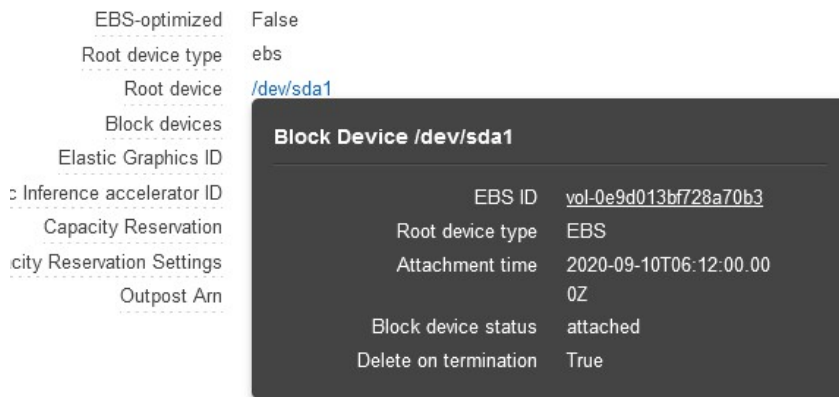 EBS-optimized False
Root device type ebs
Root device /dev/sda1
Block devices
Elastic Graphics ID
c Inference accelerator ID
Capacity Reservation
city Reservation Settings
Outpost Arn
Block Device /dev/sda1
EBS ID vol-0e9d013bf728a70b3
Root device type EBS
Attachment time 2020-09-10T06:12:00.00
0Z
Block device status attached
Delete on termination True